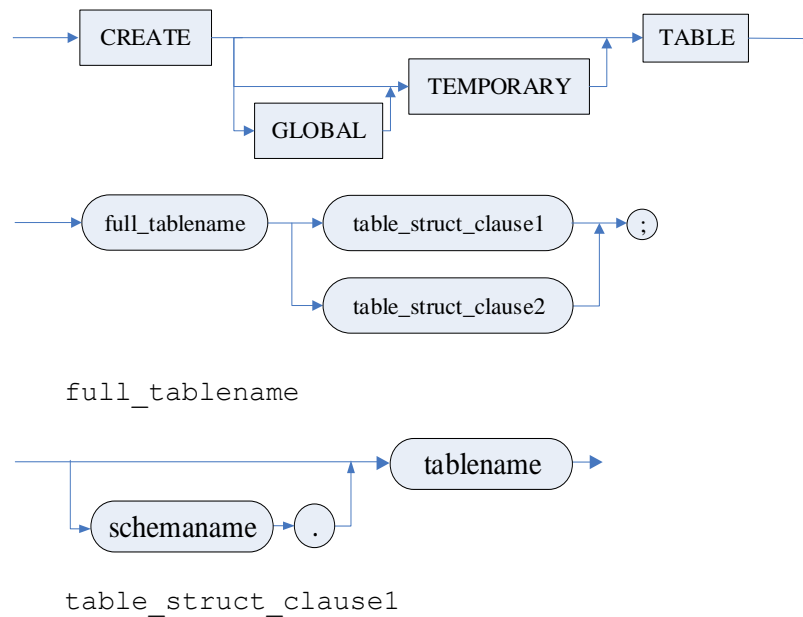 CREATE TABLE
TEMPORARY
GLOBAL
full_tablename table_struct_clause1 ;
table_struct_clause2
full_tablename
tablename
schemaname .
table_struct_clause1